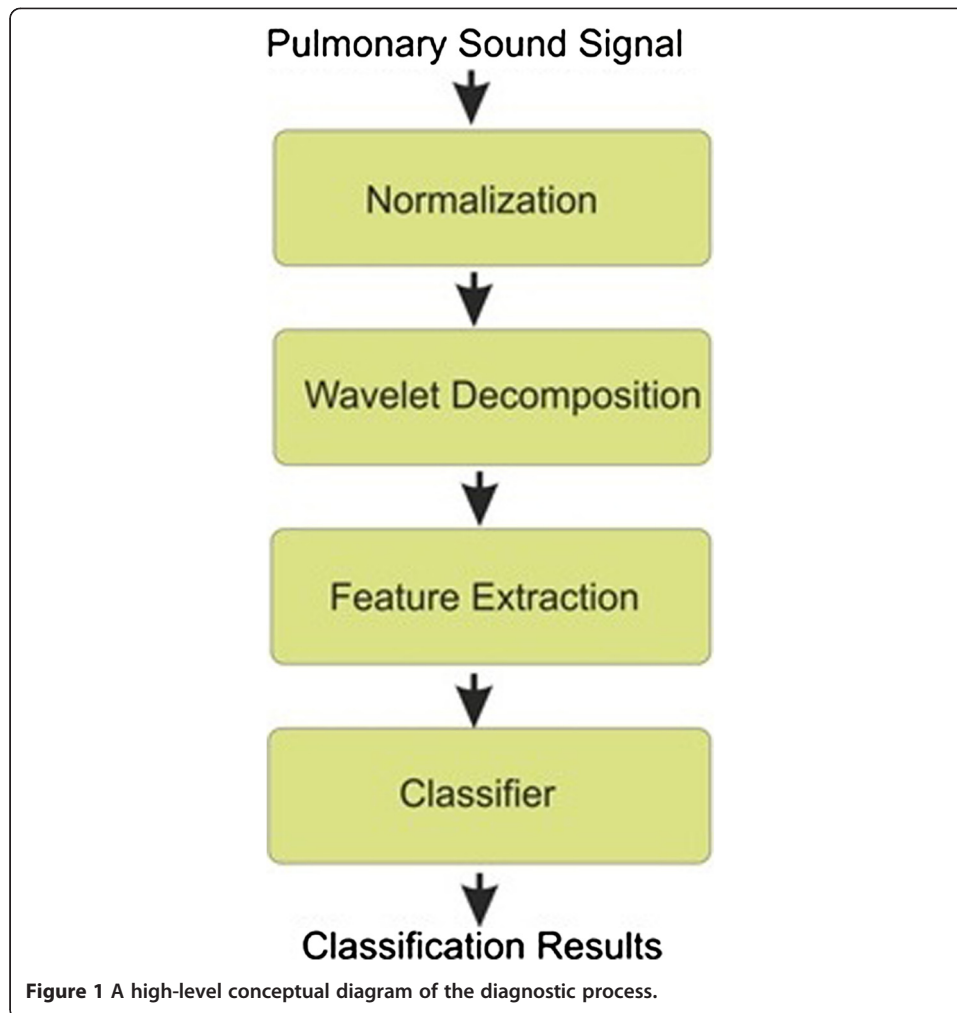 Pulmonary Sound Signal
Normalization
Wavelet Decomposition
Feature Extraction
Classifier
Classification Results
Figure 1 A high-level conceptual diagram of the diagnostic process.